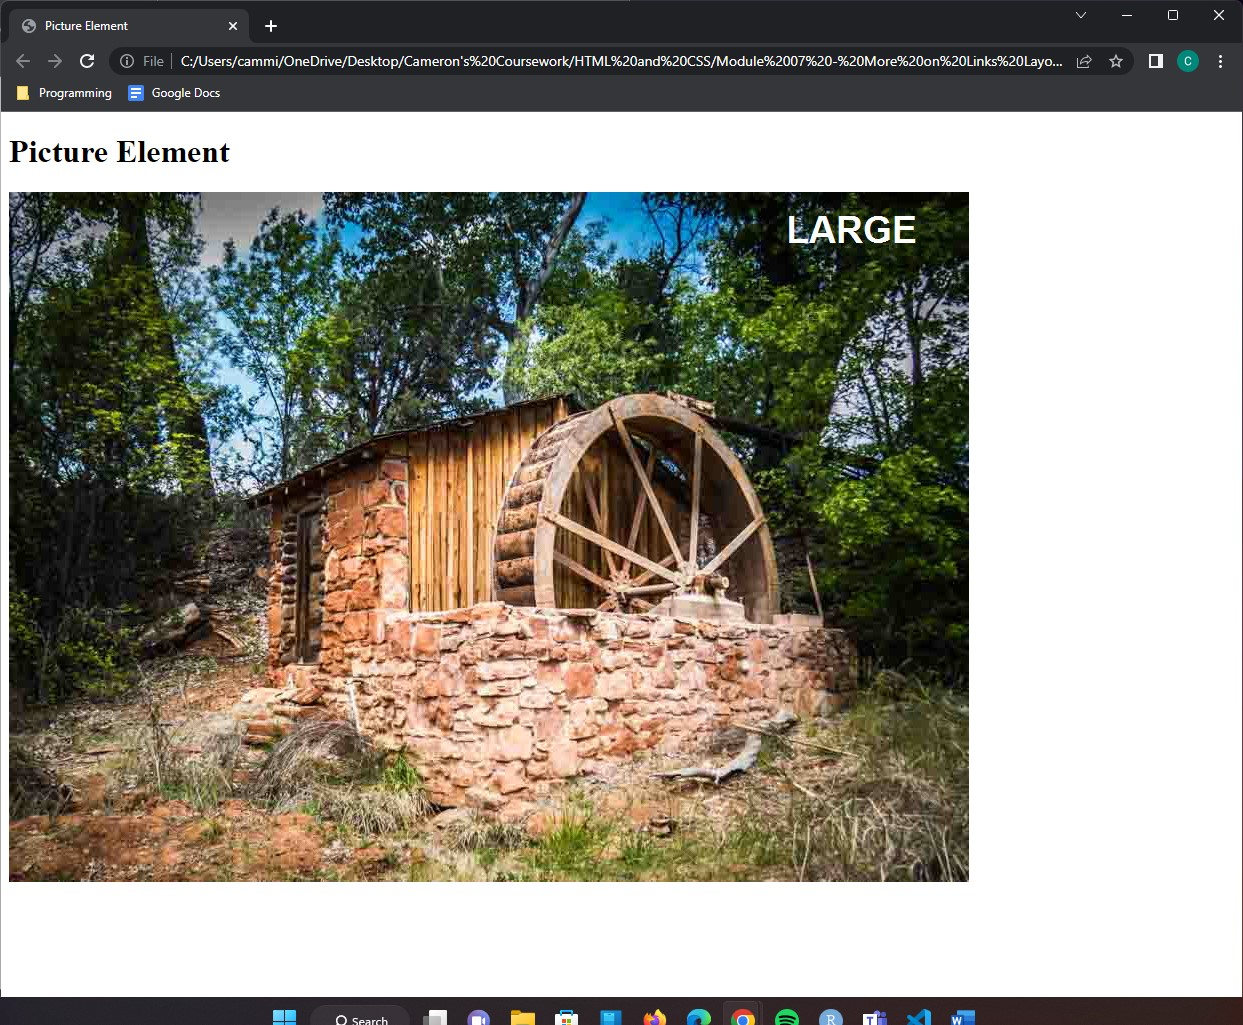 Picture Element
File
C:/Users/cammi/OneDrive/Desktop/Cameron's%20Coursework/HTML%20and%20CSS/Module%2007%20-%20More%20on%20Links%20Layo...
C
Programming
Google Docs
Picture Element
LARGE
Search
R
T
W